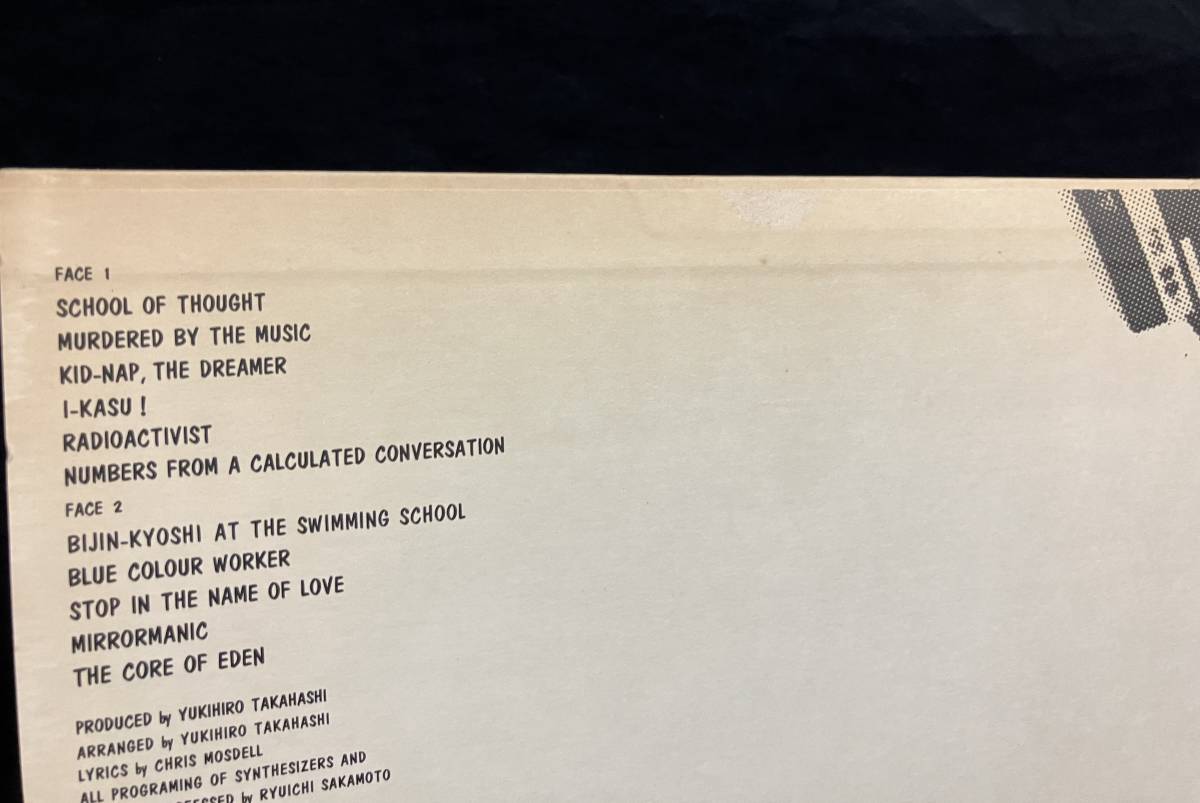 FACE 1
SCHOOL OF THOUGHT
MURDERED BY THE MUSIC
KID-NAP, THE DREAMER
I-KASU !
RADIOACTIVIST
NUMBERS FROM A CALCULATED CONVERSATION
FACE 2
BIJIN-KYOSHI AT THE SWIMMING SCHOOL
BLUE COLOUR WORKER
STOP IN THE NAME OF LOVE
MIRRORMANIC
THE CORE OF EDEN
PRODUCED by YUKIHIRO TAKAHASHI
ARRANGED by YUKIHIRO TAKAHASHI
LYRICS by CHRIS MOSDELL
ALL PROGRAMING OF SYNTHESIZERS AND
by RYUICHI SAKAMOTO